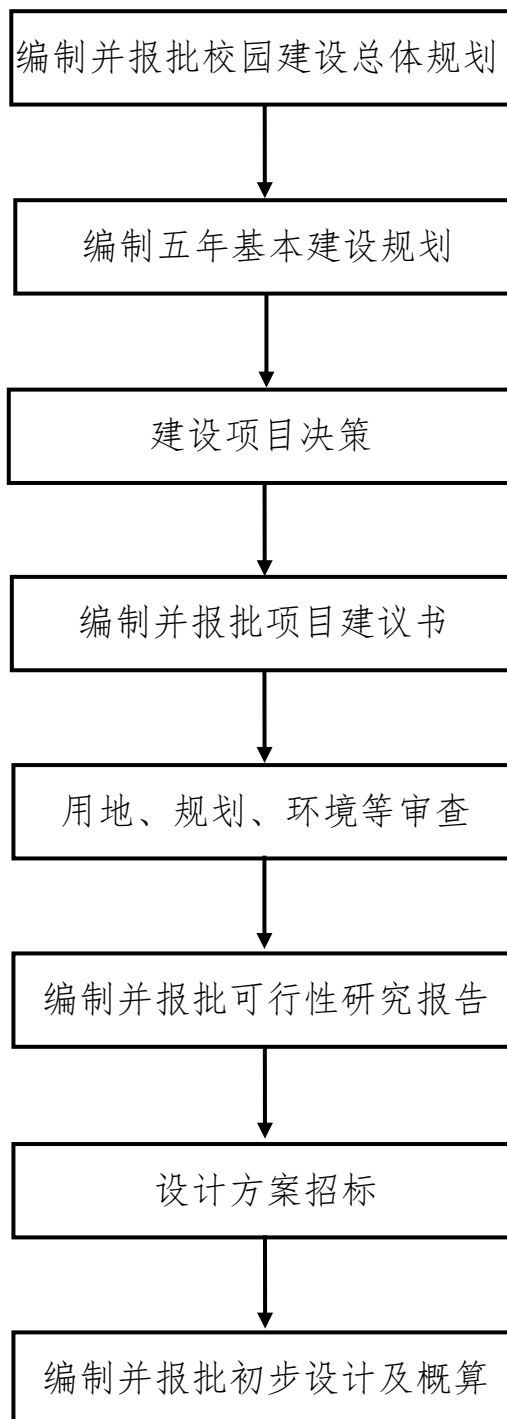 编制并报批校园建设总体规划
编制五年基本建设规划
建设项目决策
编制并报批项目建议书
用地、规划、环境等审查
编制并报批可行性研究报告
设计方案招标
编制并报批初步设计及概算